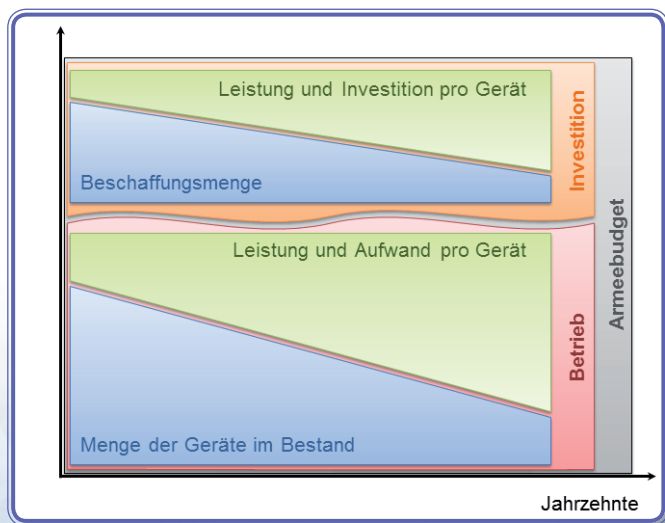 Leistung und Investition pro Gerät
Beschaffungsmenge
Investition
Leistung und Aufwand pro Gerät
Menge der Geräte im Bestand
Betrieb
Armeebudget
Jahrzehnte